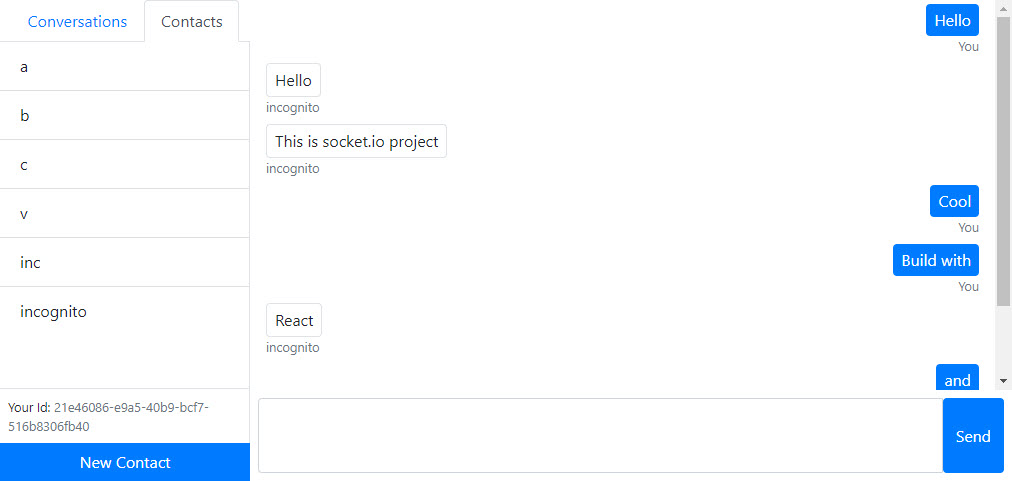 Conversations
Contacts
a
b
c
v
inc
incognito
Your Id: 21e46086-e9a5-40b9-bcf7-
516b8306fb40
New Contact
Hello
You
Hello
incognito
This is socket.io project
incognito
Cool
You
Build with
You
React
incognito
and
Send